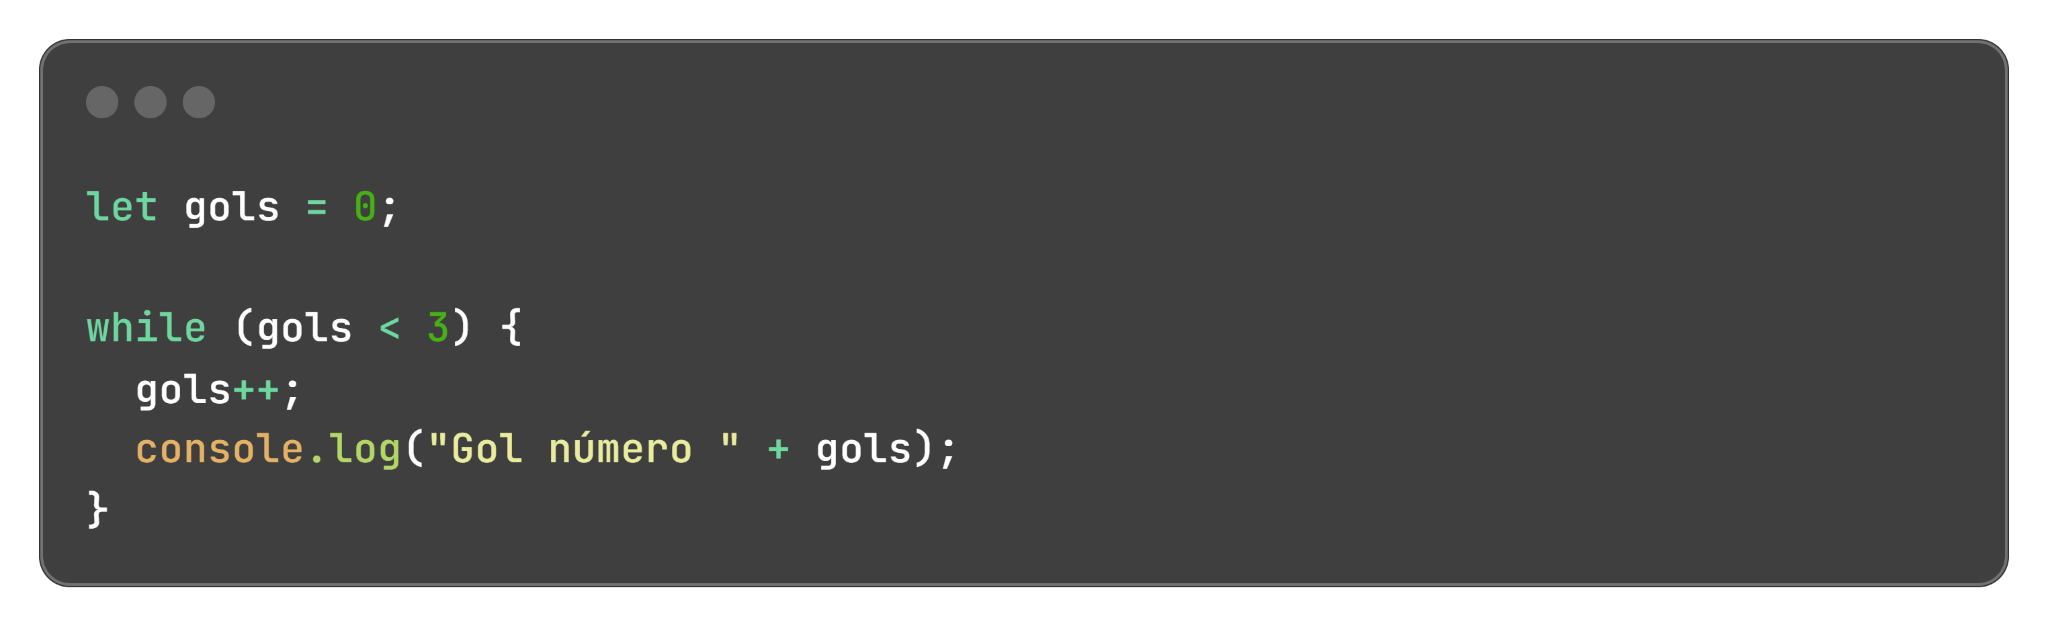 let gols = 0;
while (gols < 3) {
  gols++;
  console.log("Gol número " + gols);
}